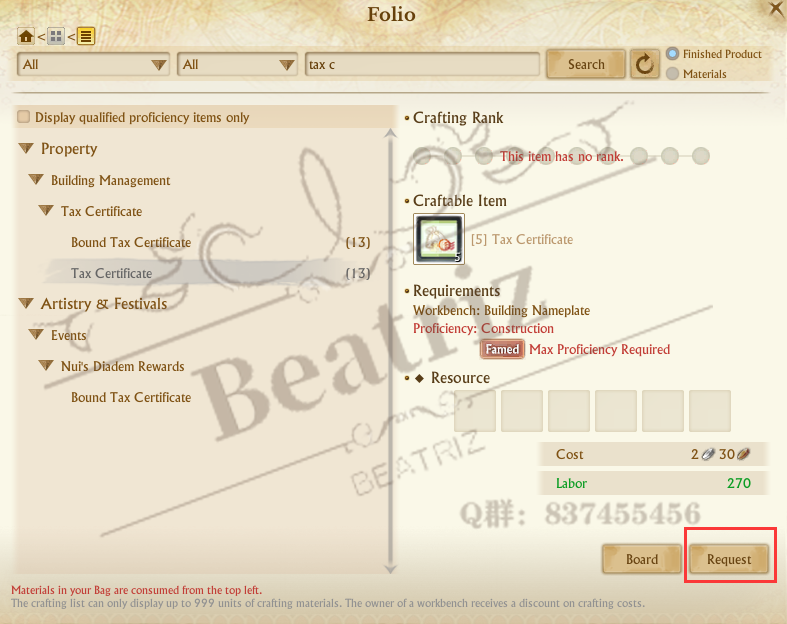 Folio
< <
All All tax c Search Finished Product
Materials
Display qualified proficiency items only
Property
Building Management
Tax Certificate
Bound Tax Certificate (13)
Tax Certificate (13)
Artistry & Festivals
Events
Nui's Diadem Rewards
Bound Tax Certificate
Crafting Rank
This item has no rank.
Craftable Item
5
[5] Tax Certificate
Requirements
Workbench: Building Nameplate
Proficiency: Construction
Famed Max Proficiency Required
Resource
Cost 2 30
Labor 270
Board Request
Materials in your Bag are consumed from the top left.
The crafting list can only display up to 999 units of crafting materials. The owner of a workbench receives a discount on crafting costs.
Beatriz
BEATRIZ
Q群：837455456